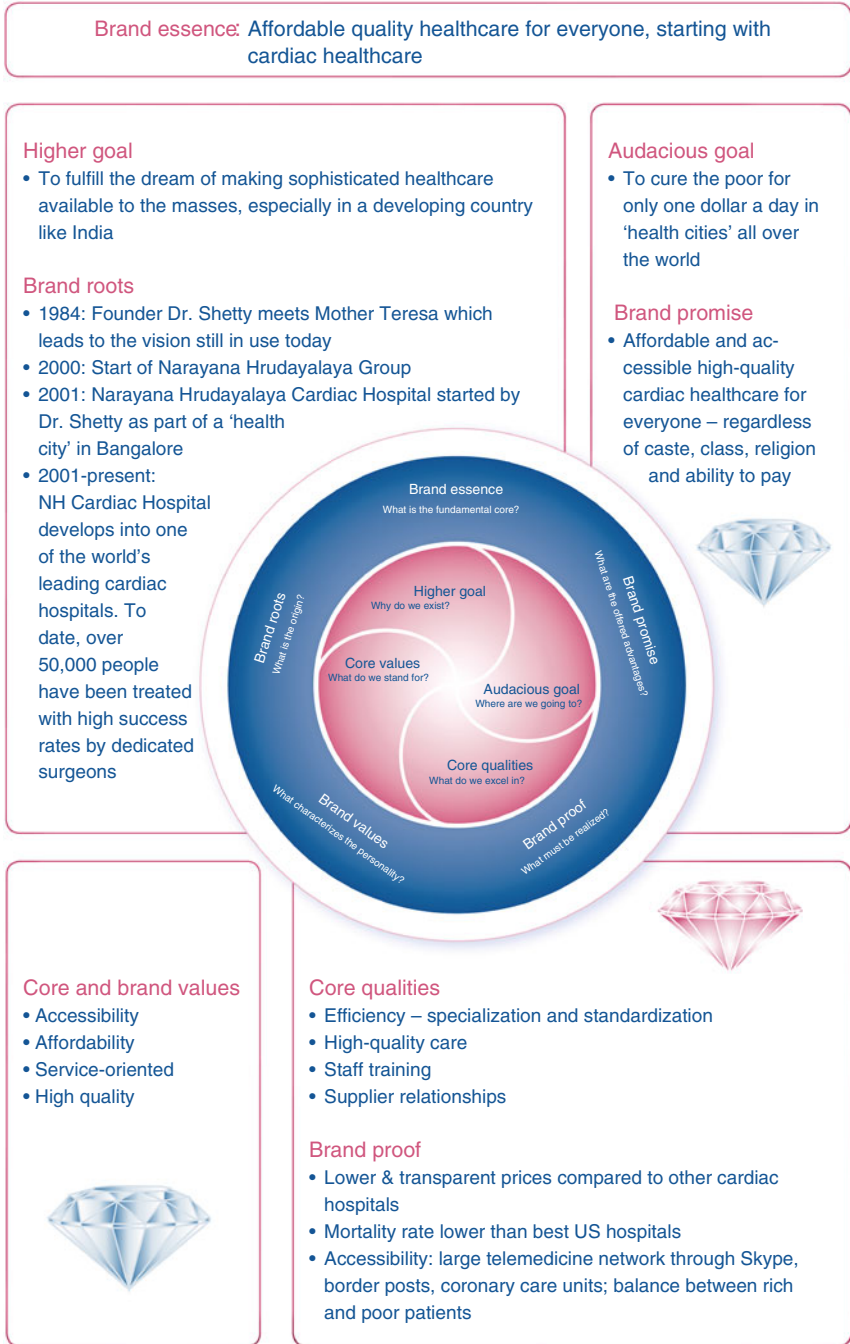 Brand essence: Affordable quality healthcare for everyone, starting with
cardiac healthcare
Higher goal
• To fulfill the dream of making sophisticated healthcare
available to the masses, especially in a developing country
like India
Brand roots
• 1984: Founder Dr. Shetty meets Mother Teresa which
leads to the vision still in use today
• 2000: Start of Narayana Hrudayalaya Group
• 2001: Narayana Hrudayalaya Cardiac Hospital started by
Dr. Shetty as part of a ‘health
city’ in Bangalore
• 2001-present:
NH Cardiac Hospital
develops into one
of the world’s
leading cardiac
hospitals. To
date, over
50,000 people
have been treated
with high success
rates by dedicated
surgeons
Audacious goal
• To cure the poor for
only one dollar a day in
‘health cities’ all over
the world
Brand promise
• Affordable and ac-
cessible high-quality
cardiac healthcare for
everyone – regardless
of caste, class, religion
and ability to pay
Brand essence
What is the fundamental core?
Brand roots
What is the origin?
Brand promise
What are the offered advantages?
Higher goal
Why do we exist?
Core values
What do we stand for?
Audacious goal
Where are we going to?
Core qualities
What do we excel in?
Brand values
What characterizes the personality?
Brand proof
What must be realized?
Core and brand values
• Accessibility
• Affordability
• Service-oriented
• High quality
Core qualities
• Efficiency – specialization and standardization
• High-quality care
• Staff training
• Supplier relationships
Brand proof
• Lower & transparent prices compared to other cardiac
hospitals
• Mortality rate lower than best US hospitals
• Accessibility: large telemedicine network through Skype,
border posts, coronary care units; balance between rich
and poor patients